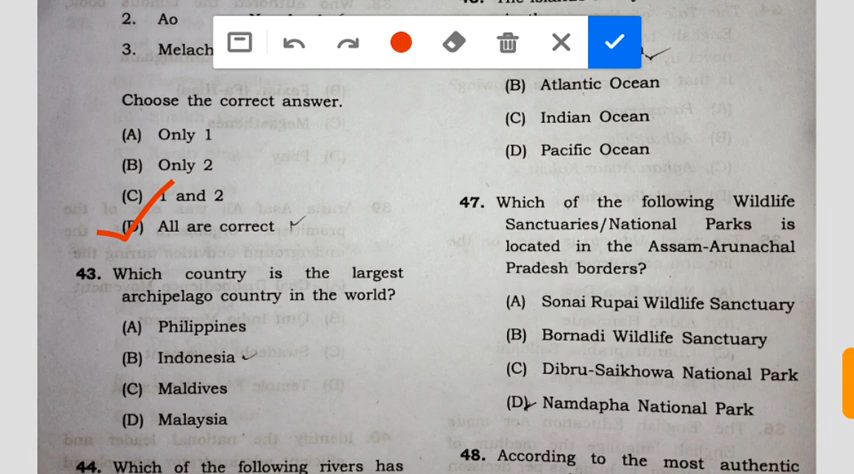 2. Ao
3. Melach
Choose the correct answer.
(A) Only 1
(B) Only 2
(C) 1 and 2
(D) All are correct
43. Which country is the largest
archipelago country in the world?
(A) Philippines
(B) Indonesia
(C) Maldives
(D) Malaysia
44. Which of the following rivers has
(B) Atlantic Ocean
(C) Indian Ocean
(D) Pacific Ocean
47. Which of the following Wildlife
Sanctuaries/National Parks is
located in the Assam-Arunachal
Pradesh borders?
(A) Sonai Rupai Wildlife Sanctuary
(B) Bornadi Wildlife Sanctuary
(C) Dibru-Saikhowa National Park
(D) Namdapha National Park
48. According to the most authentic